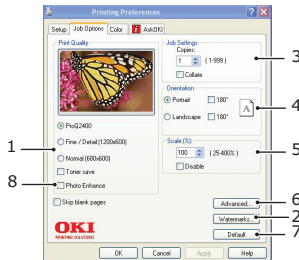 Printing Preferences
Setup Job Options Color AskOKI
Print Quality
ProQ2400
Fine / Detail (1200x600)
Normal (600x600)
Toner save
Photo Enhance
Skip blank pages
OKI
PRINTING SOLUTIONS
Job Settings
Copies:
1 (1-999)
Collate
Orientation
Portrait 180°
Landscape 180°
A
Scale (%)
100 (25-400%)
Disable
Advanced...
Watermarks...
Default
OK Cancel Apply Help
1
8
3
4
5
6
2
7